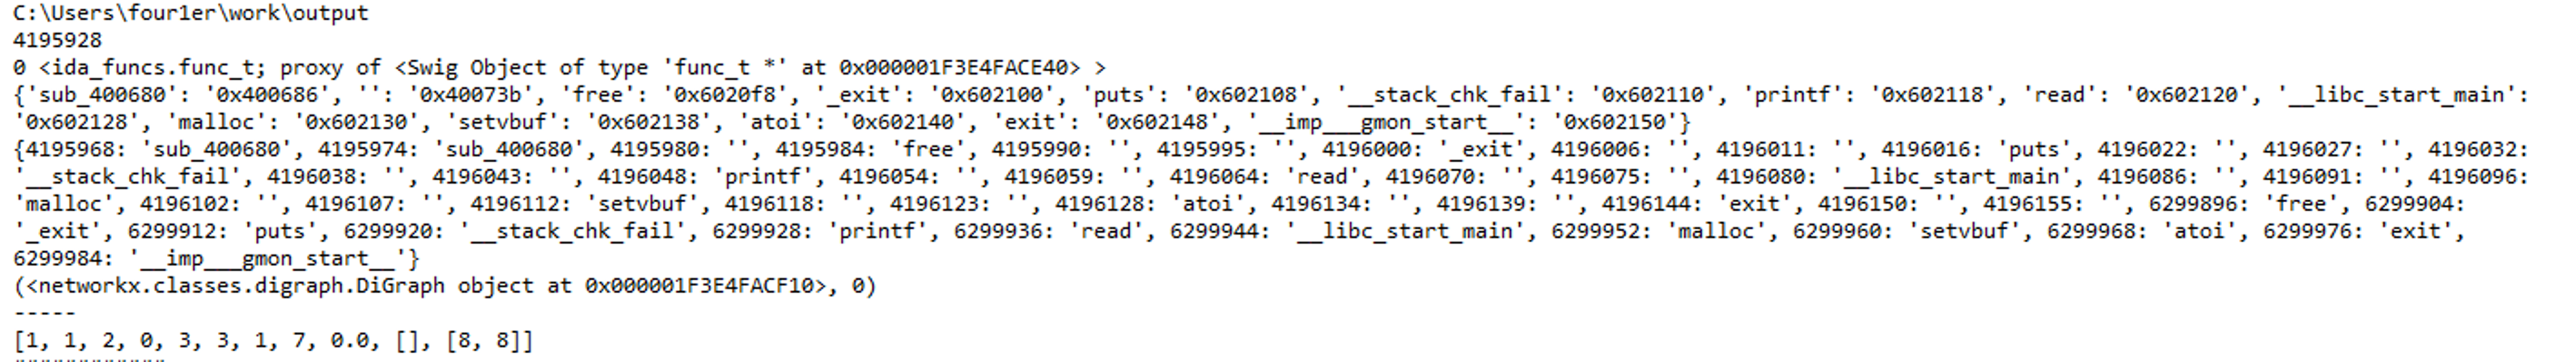 C:\Users\four1er\work\output
4195928
0 <ida_funcs.func_t; proxy of <Swig Object of type 'func_t *' at 0x000001F3E4FACE40> >
{'sub_400680': '0x400686', '': '0x40073b', 'free': '0x6020f8', '_exit': '0x602100', 'puts': '0x602108', '__stack_chk_fail': '0x602110', 'printf': '0x602118', 'read': '0x602120', '__libc_start_main':
'0x602128', 'malloc': '0x602130', 'setvbuf': '0x602138', 'atoi': '0x602140', 'exit': '0x602148', '__imp___gmon_start__': '0x602150'}
{4195968: 'sub_400680', 4195974: 'sub_400680', 4195980: '', 4195984: 'free', 4195990: '', 4195995: '', 4196000: '_exit', 4196006: '', 4196011: '', 4196016: 'puts', 4196022: '', 4196027: '', 4196032:
'__stack_chk_fail', 4196038: '', 4196043: '', 4196048: 'printf', 4196054: '', 4196059: '', 4196064: 'read', 4196070: '', 4196075: '', 4196080: '__libc_start_main', 4196086: '', 4196091: '', 4196096:
'malloc', 4196102: '', 4196107: '', 4196112: 'setvbuf', 4196118: '', 4196123: '', 4196128: 'atoi', 4196134: '', 4196139: '', 4196144: 'exit', 4196150: '', 4196155: '', 6299896: 'free', 6299904:
'_exit', 6299912: 'puts', 6299920: '__stack_chk_fail', 6299928: 'printf', 6299936: 'read', 6299944: '__libc_start_main', 6299952: 'malloc', 6299960: 'setvbuf', 6299968: 'atoi', 6299976: 'exit',
6299984: '__imp___gmon_start__'}
(<networkx.classes.digraph.DiGraph object at 0x000001F3E4FACF10>, 0)
-----
[1, 1, 2, 0, 3, 3, 1, 7, 0.0, [], [8, 8]]